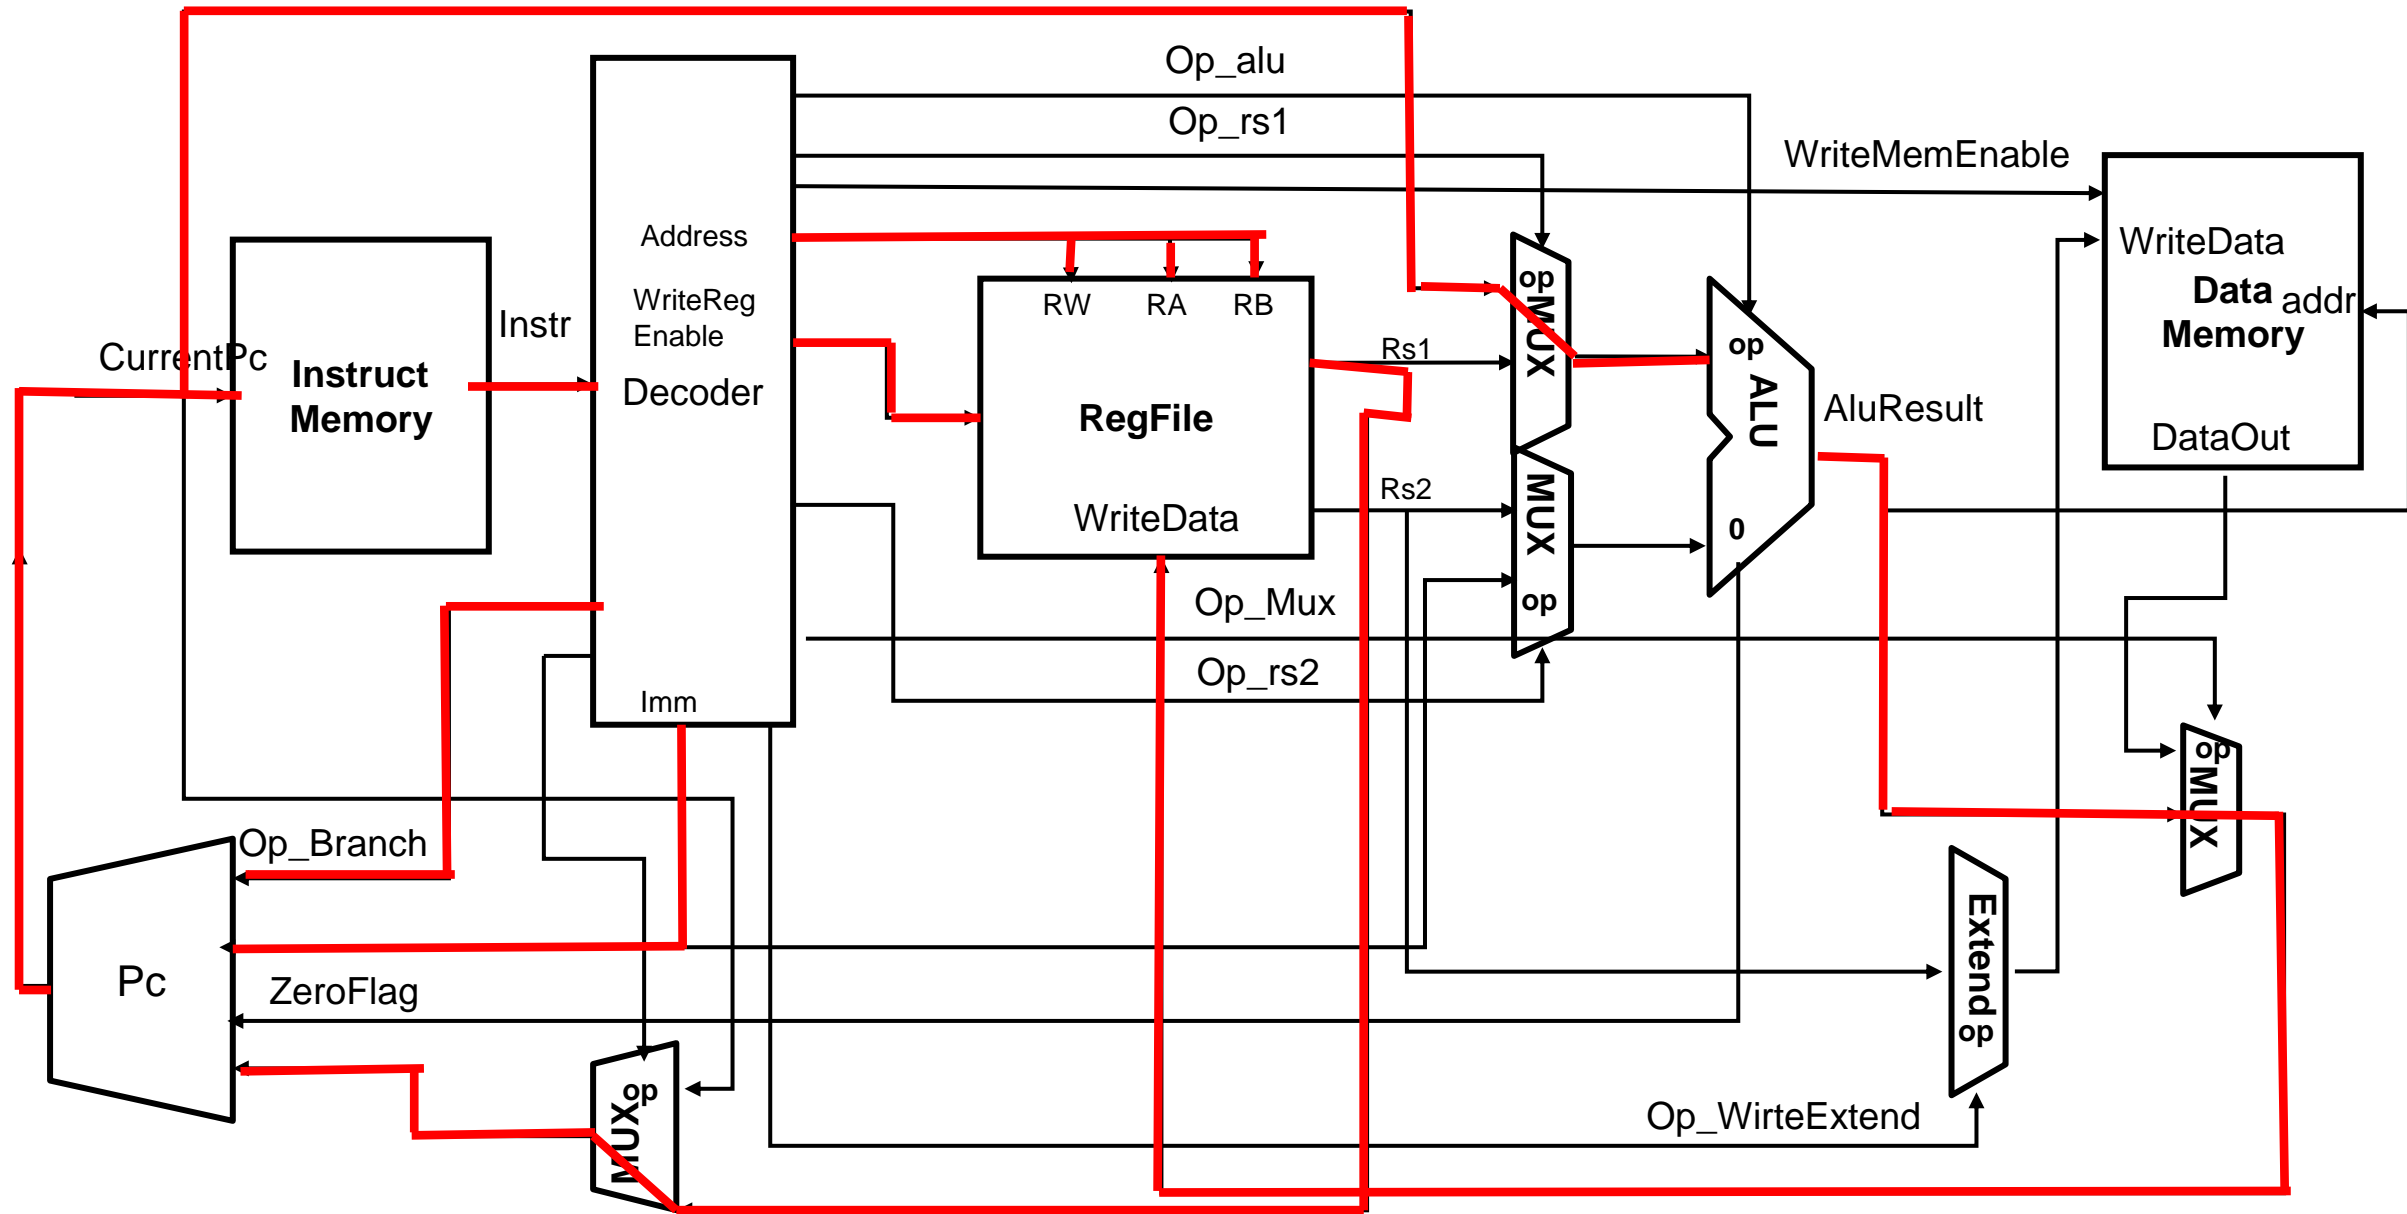 Op_alu
Op_rs1
WriteMemEnable
Address
WriteReg
Enable
Decoder
Imm
CurrentPc
Instruct
Memory
Instr
RW
RA
RB
RegFile
WriteData
Rs1
Rs2
op
MUX
MUX
op
op
ALU
0
AluResult
WriteData
Data
addr
Memory
DataOut
Op_Mux
Op_rs2
op
MUX
Op_Branch
Pc
ZeroFlag
op
MUX
Extend
op
Op_WirteExtend